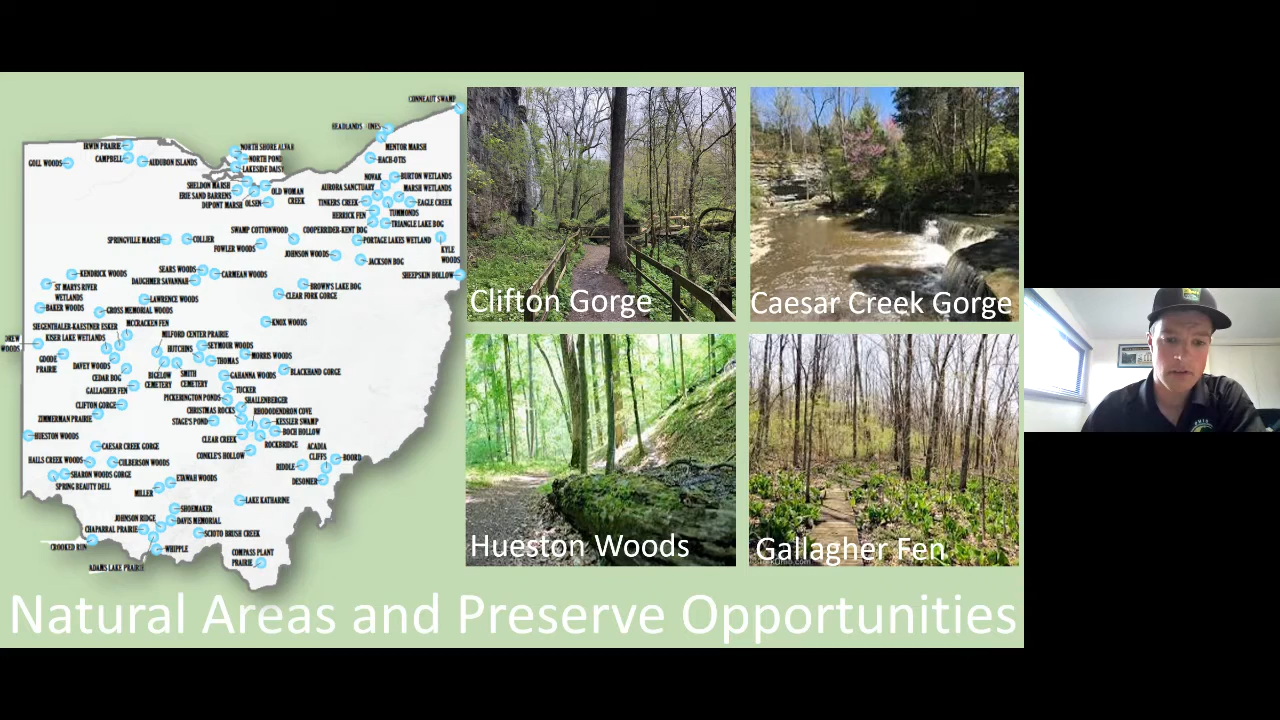 CONNEAUT SWAMP
HEADLANDS DUNES
IRWIN PRAIRIE
NORTH SHORE ALVAR
MENTOR MARSH
GOLL WOODS
CAMPBELL
AUDUBON ISLANDS
NORTH POND
HACH-OTIS
LAKESIDE DAISY
NOVAK
BURTON WETLANDS
SHELDON MARSH
AURORA SANCTUARY
MARSH WETLANDS
ERIE SAND BARRENS
OLD WOMAN
CREEK
DUPONT MARSH
OLSEN
TINKERS CREEK
EAGLE CREEK
HERRICK FEN
TUMMONDS
TRIANGLE LAKE BOG
SWAMP COTTONWOOD
COOPERRIDER-KENT BOG
SPRINGVILLE MARSH
COLLIER
FOWLER WOODS
PORTAGE LAKES WETLAND
JOHNSON WOODS
KYLE
WOODS
JACKSON BOG
KENDRICK WOODS
SEARS WOODS
CARMEAN WOODS
SHEEPSKIN HOLLOW
DAUGHMER SAVANNAH
ST MARYS RIVER
WETLANDS
BROWN'S LAKE BOG
CLEAR FORK GORGE
LAWRENCE WOODS
BAKER WOODS
GROSS MEMORIAL WOODS
KNOX WOODS
SIEGENTHALER-KAESTNER ESKER
MCCRACKEN FEN
DREW
WOODS
KISER LAKE WETLANDS
MILFORD CENTER PRAIRIE
HUTCHINS
SEYMOUR WOODS
MORRIS WOODS
GOODE
PRAIRIE
DAVEY WOODS
THOMAS
CEDAR BOG
BIGELOW
CEMETERY
SMITH
CEMETERY
GAHANNA WOODS
BLACKHAND GORGE
GALLAGHER FEN
TUCKER
PICKERINGTON PONDS
SHALLENBERGER
CLIFTON GORGE
CHRISTMAS ROCKS
RHODODENDRON COVE
ZIMMERMAN PRAIRIE
STAGE'S POND
KESSLER SWAMP
BOCH HOLLOW
HUESTON WOODS
CLEAR CREEK
ROCKBRIDGE
CAESAR CREEK GORGE
ACADIA
CLIFFS
CONKLE'S HOLLOW
BOORD
HALLS CREEK WOODS
CULBERSON WOODS
RIDDLE
SHARON WOODS GORGE
ETAWAH WOODS
DESONIER
SPRING BEAUTY DELL
MILLER
LAKE KATHARINE
SHOEMAKER
JOHNSON RIDGE
DAVIS MEMORIAL
CHAPARRAL PRAIRIE
SCIOTO BRUSH CREEK
CROOKED RUN
WHIPPLE
COMPASS PLANT
PRAIRIE
ADAMS LAKE PRAIRIE
Clifton Gorge
Caesar Creek Gorge
Hueston Woods
Gallagher Fen
Natural Areas and Preserve Opportunities